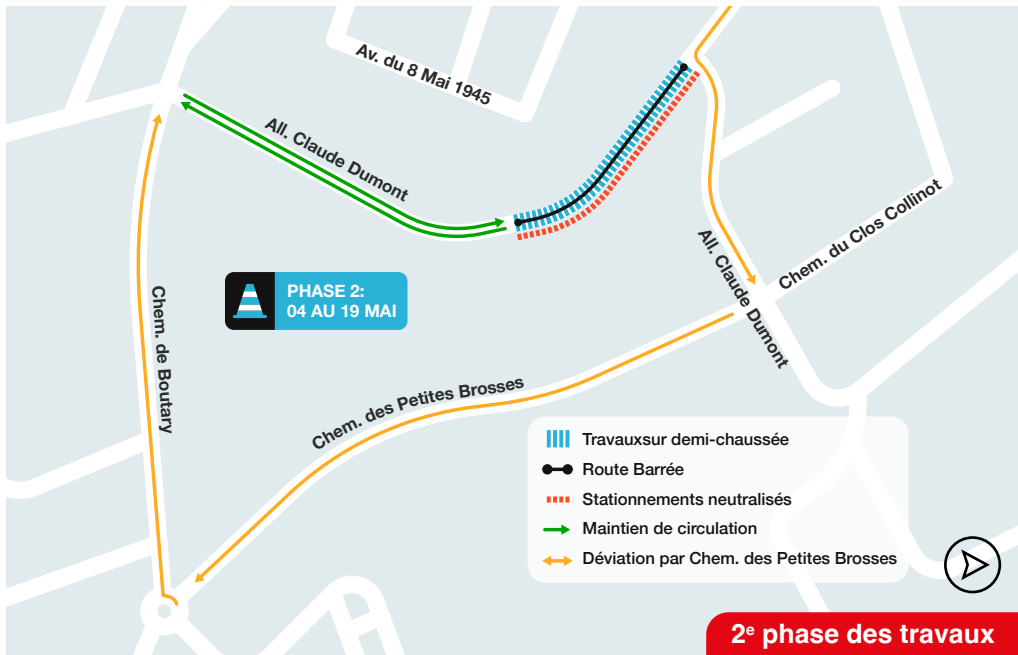 Av. du 8 Mai 1945
All. Claude Dumont
Chem. du Clos Collinot
All. Claude Dumont
Chem. de Boutary
PHASE 2:
04 AU 19 MAI
Chem. des Petites Brosses
Travauxsur demi-chaussée
Route Barrée
Stationnements neutralisés
Maintien de circulation
Déviation par Chem. des Petites Brosses
2e phase des travaux